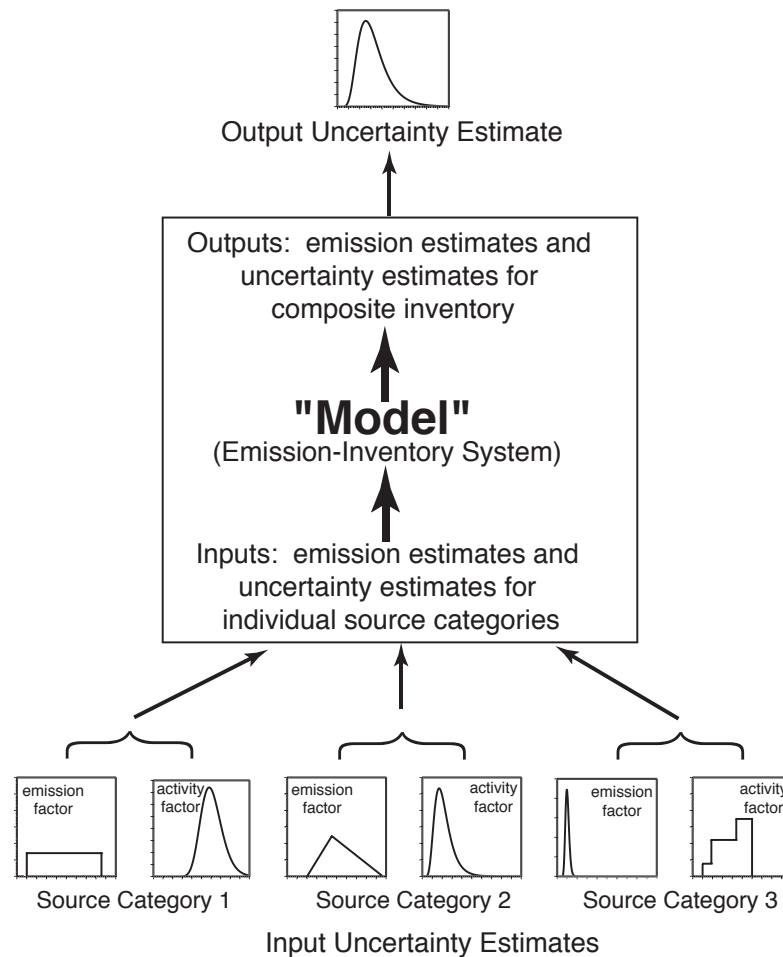 Output Uncertainty Estimate
Outputs: emission estimates and
uncertainty estimates for
composite inventory
"Model"
(Emission-Inventory System)
Inputs: emission estimates and
uncertainty estimates for
individual source categories
emission
factor
activity
factor
emission
factor
activity
factor
emission
factor
activity
factor
Source Category 1
Source Category 2
Source Category 3
Input Uncertainty Estimates